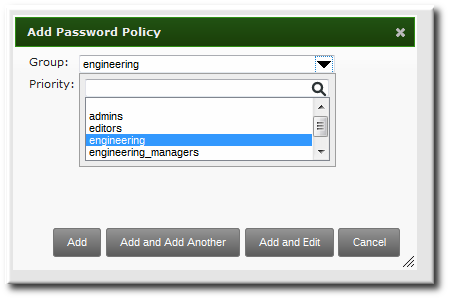 Add Password Policy
Group: engineering
Priority:
admins
editors
engineering
engineering_managers
Add Add and Add Another Add and Edit Cancel